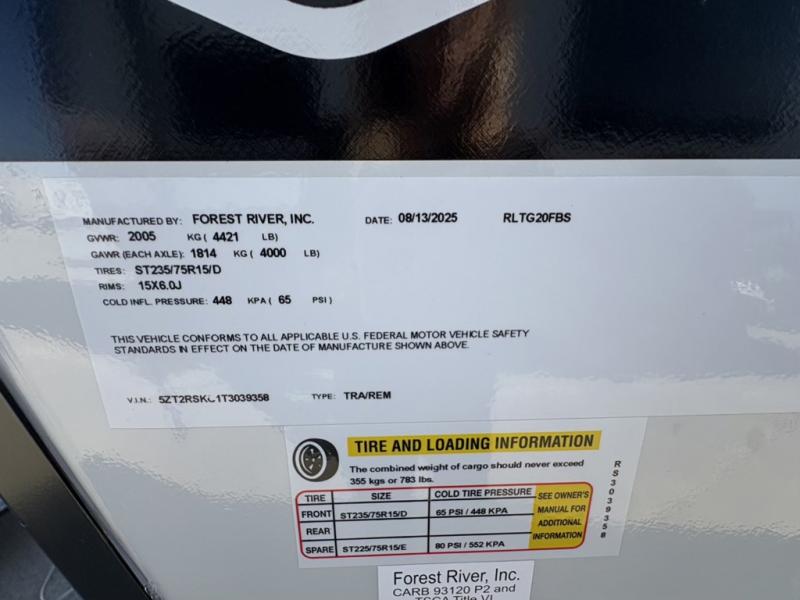 MANUFACTURED BY: FOREST RIVER, INC. DATE: 08/13/2025 RLTG20FBS
GVWR: 2005 KG ( 4421 LB)
GAWR (EACH AXLE): 1814 KG ( 4000 LB)
TIRES: ST235/75R15/D
RIMS: 15X6.0J
COLD INFL. PRESSURE: 448 KPA ( 65 PSI )
THIS VEHICLE CONFORMS TO ALL APPLICABLE U.S. FEDERAL MOTOR VEHICLE SAFETY
STANDARDS IN EFFECT ON THE DATE OF MANUFACTURE SHOWN ABOVE.
V.I.N.: TYPE: TRA/REM
TIRE AND LOADING INFORMATION
The combined weight of cargo should never exceed
355 kgs or 783 lbs.
TIRE SIZE COLD TIRE PRESSURE SEE OWNER'S
FRONT ST235/75R15/D 65 PSI / 448 KPA MANUAL FOR
REAR ADDITIONAL
SPARE ST225/75R15/E 80 PSI / 552 KPA INFORMATION
RS3039358
Forest River, Inc.
CARB 93120 P2 and
TSCA Title VI